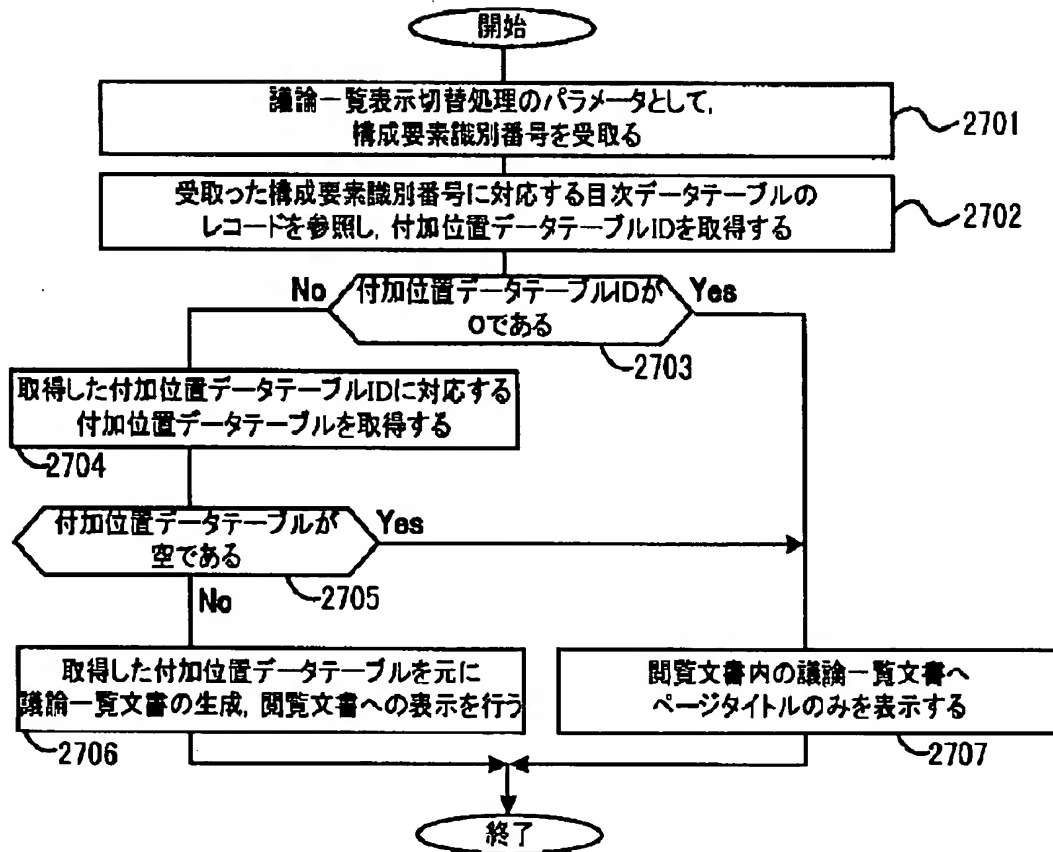 開始
議論一覧表示切替処理のパラメータとして,
構成要素識別番号を受取る
2701
受取った構成要素識別番号に対応する目次データテーブルの
レコードを参照し, 付加位置データテーブルIDを取得する
2702
No
付加位置データテーブルIDが
0である
Yes
2703
取得した付加位置データテーブルIDに対応する
付加位置データテーブルを取得する
2704
付加位置データテーブルが
空である
Yes
2705
No
取得した付加位置データテーブルを元に
議論一覧文書の生成, 閲覧文書への表示を行う
2706
閲覧文書内の議論一覧文書へ
ページタイトルのみを表示する
2707
終了